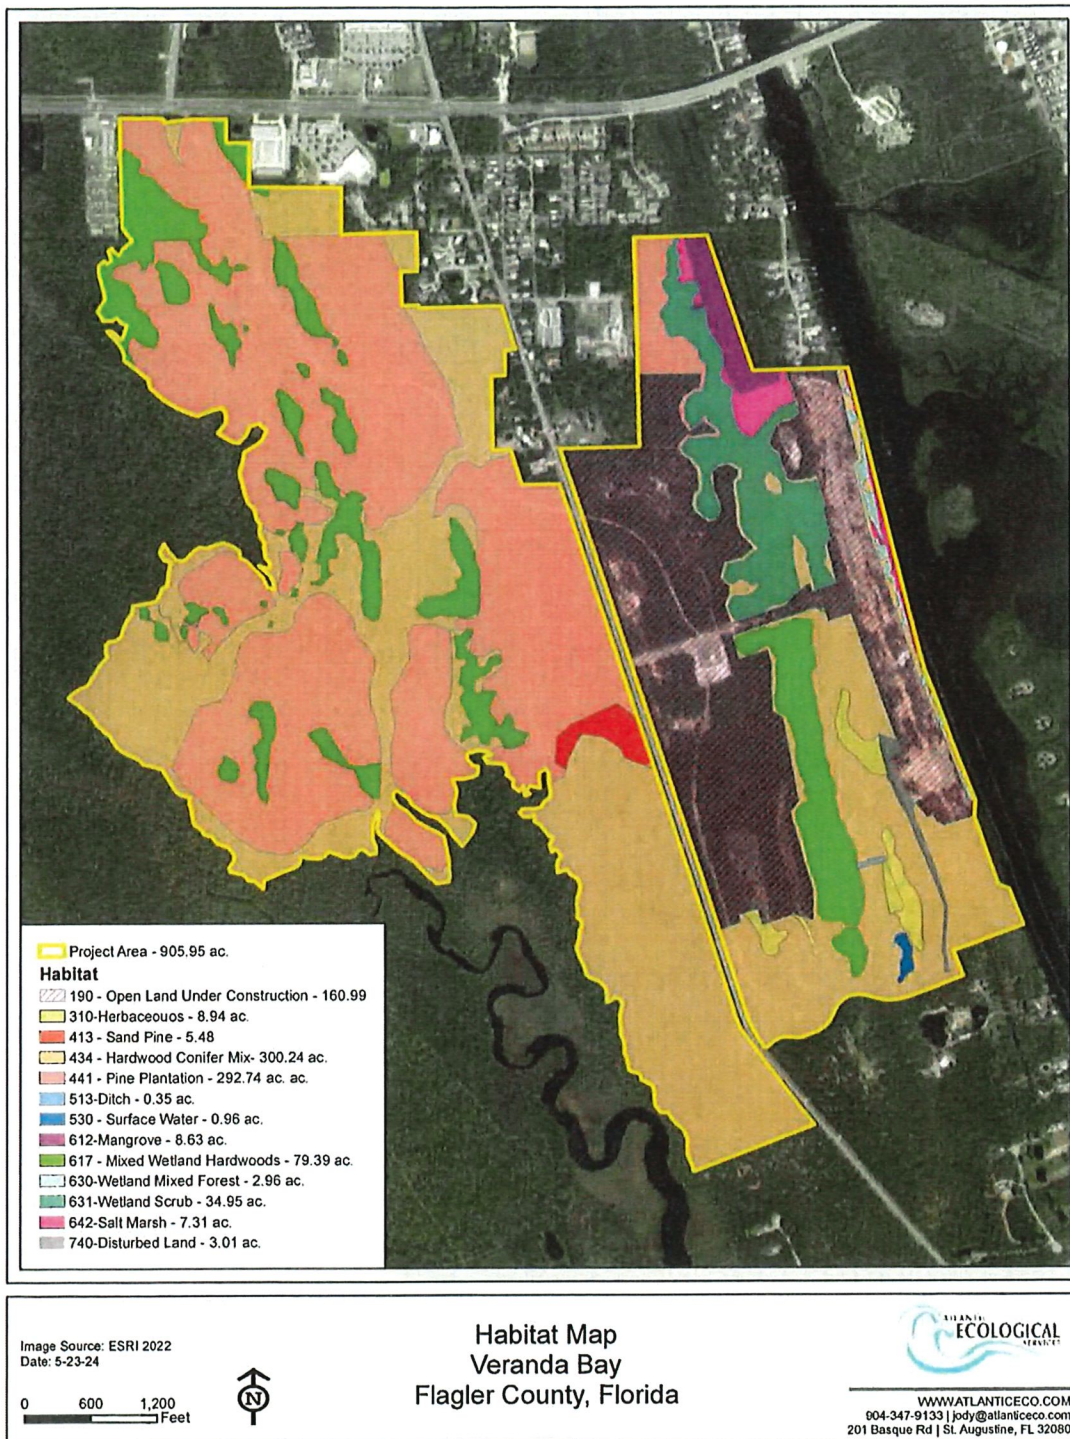 Project Area - 905.95 ac.
Habitat
190 - Open Land Under Construction - 160.99
310-Herbaceouos - 8.94 ac.
413 - Sand Pine - 5.48
434 - Hardwood Conifer Mix- 300.24 ac.
441 - Pine Plantation - 292.74 ac. ac.
513-Ditch - 0.35 ac.
530 - Surface Water - 0.96 ac.
612-Mangrove - 8.63 ac.
617 - Mixed Wetland Hardwoods - 79.39 ac.
630-Wetland Mixed Forest - 2.96 ac.
631-Wetland Scrub - 34.95 ac.
642-Salt Marsh - 7.31 ac.
740-Disturbed Land - 3.01 ac.
Image Source: ESRI 2022
Date: 5-23-24
0 600 1,200
Feet
N
Habitat Map
Veranda Bay
Flagler County, Florida
ATLANTIC
ECOLOGICAL
SERVICES
WWW.ATLANTICECO.COM
904-347-9133 | jody@atlanticeco.com
201 Basque Rd | St. Augustine, FL 32080